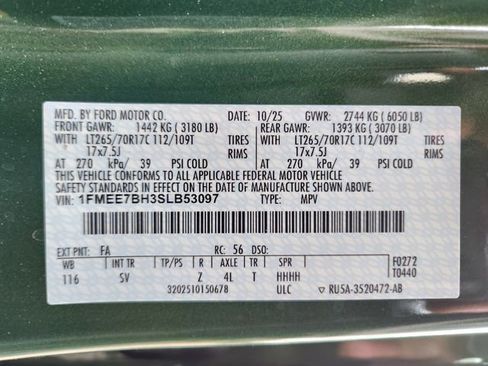 MFD. BY FORD MOTOR CO. DATE: 10/25 GVWR: 2744 KG (6050 LB)
FRONT GAWR: 1442 KG (3180 LB) REAR GAWR: 1393 KG (3070 LB)
WITH LT265/70R17C 112/109T TIRES WITH LT265/70R17C 112/109T TIRES
17x7.5J RIMS 17x7.5J RIMS
AT 270 kPa/ 39 PSI COLD AT 270 kPa/ 39 PSI COLD
THIS VEHICLE CONFORMS TO ALL APPLICABLE FEDERAL MOTOR VEHICLE
SAFETY STANDARDS IN EFFECT ON THE DATE OF MANUFACTURE SHOWN ABOVE.
VIN: 1FMEE7BH3SLB53097 TYPE: MPV
EXT PNT: FA RC: 56 DSO: F0272
WB INT TR TP/PS R AXLE TR SPR T0440
116 SV Z 4L T HHHH
3202510150678 ULC ▽ RU5A-3520472-AB